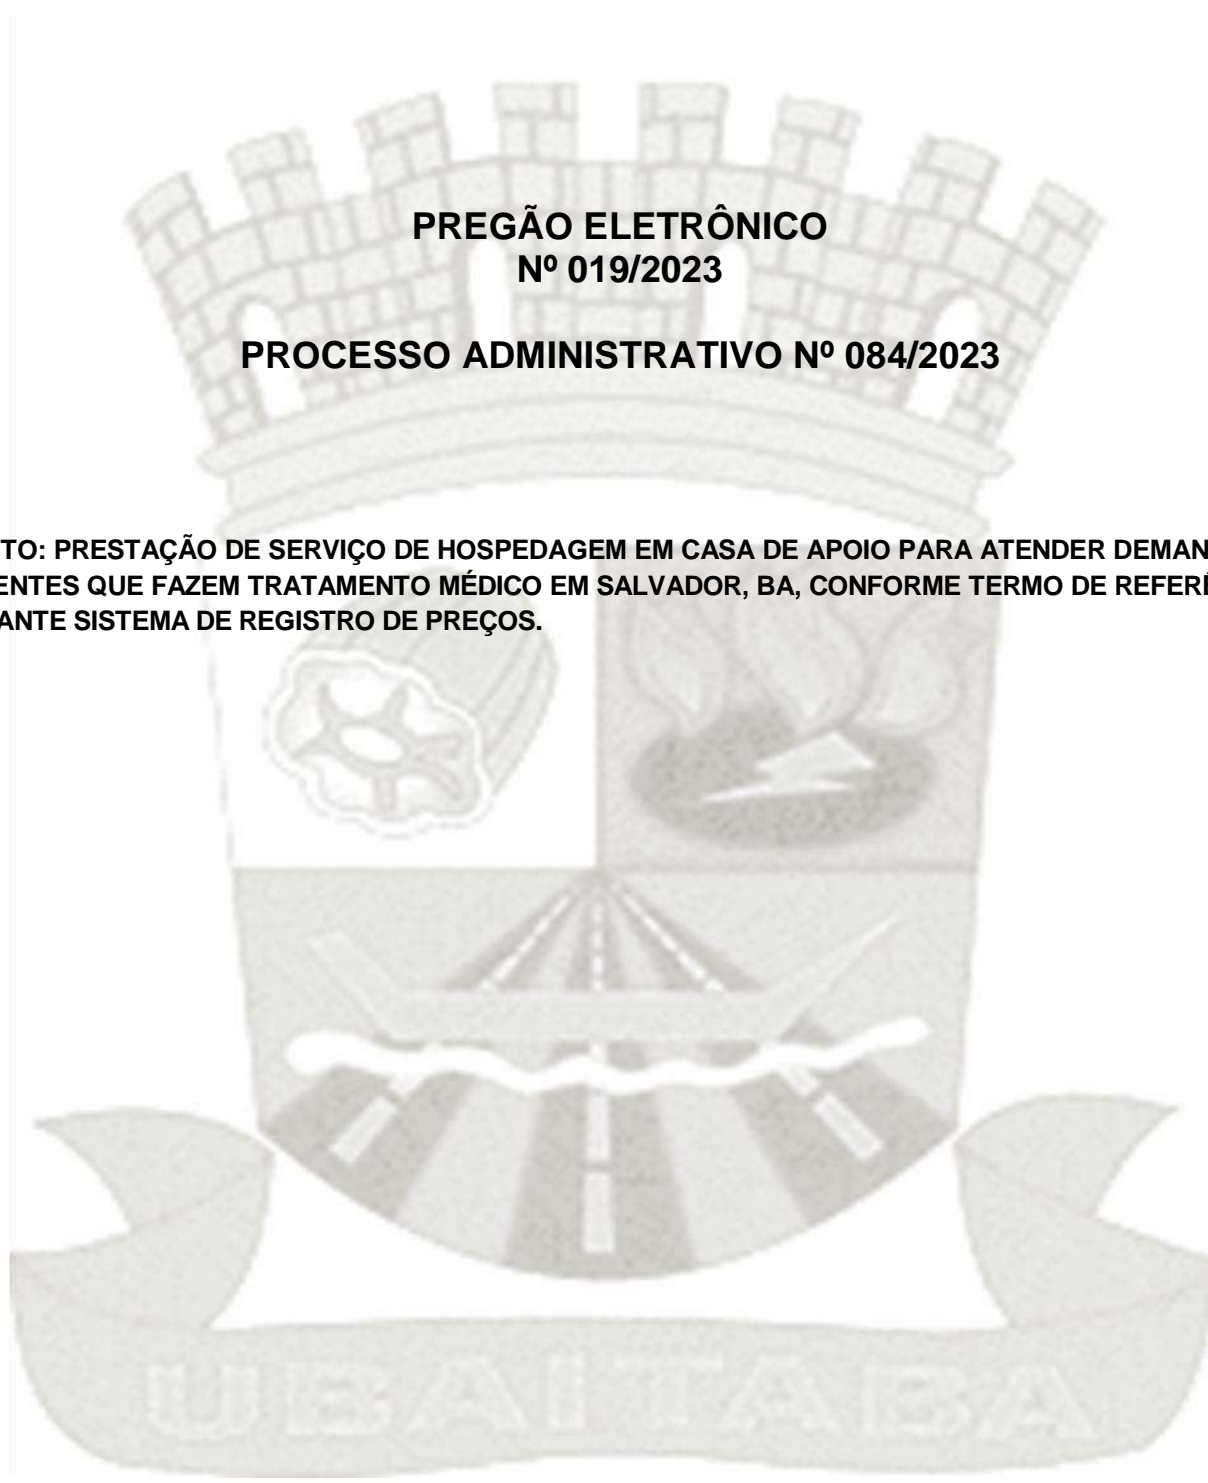 PREGÃO ELETRÔNICO
Nº 019/2023
PROCESSO ADMINISTRATIVO Nº 084/2023
TO: PRESTAÇÃO DE SERVIÇO DE HOSPEDAGEM EM CASA DE APOIO PARA ATENDER DEMAN
ENTES QUE FAZEM TRATAMENTO MÉDICO EM SALVADOR, BA, CONFORME TERMO DE REFERÊ
ANTE SISTEMA DE REGISTRO DE PREÇOS.
UBAITABA